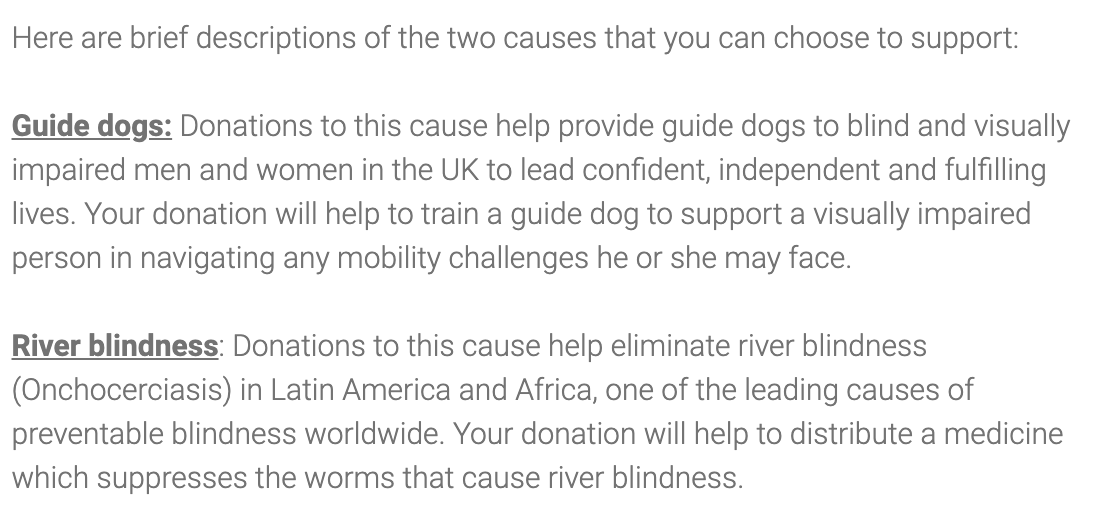 Here are brief descriptions of the two causes that you can choose to support:
Guide dogs: Donations to this cause help provide guide dogs to blind and visually
impaired men and women in the UK to lead confident, independent and fulfilling
lives. Your donation will help to train a guide dog to support a visually impaired
person in navigating any mobility challenges he or she may face.
River blindness: Donations to this cause help eliminate river blindness
(Onchocerciasis) in Latin America and Africa, one of the leading causes of
preventable blindness worldwide. Your donation will help to distribute a medicine
which suppresses the worms that cause river blindness.